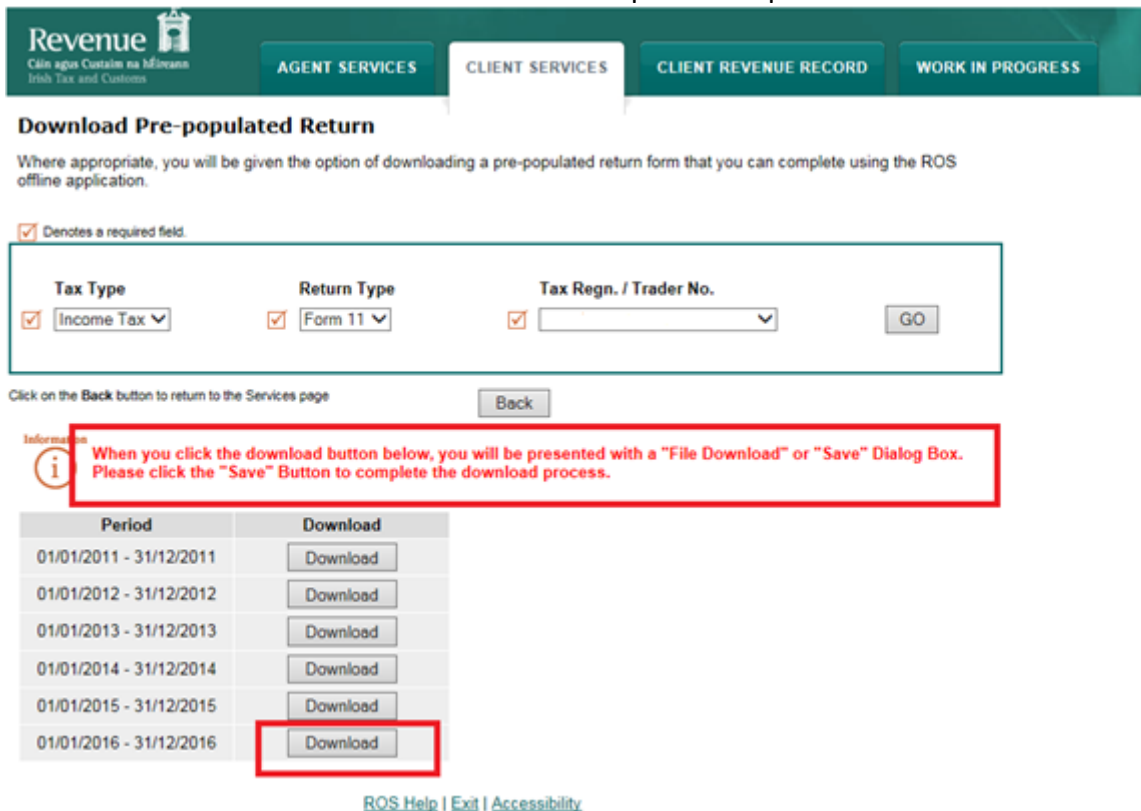 Revenue
Cáin agus Custaim na hÉireann
Irish Tax and Customs
AGENT SERVICES
CLIENT SERVICES
CLIENT REVENUE RECORD
WORK IN PROGRESS
Download Pre-populated Return
Where appropriate, you will be given the option of downloading a pre-populated return form that you can complete using the ROS
offline application.
Denotes a required field.
Tax Type Return Type Tax Regn. / Trader No.
Income Tax Form 11 GO
Click on the Back button to return to the Services page Back
Information
When you click the download button below, you will be presented with a "File Download" or "Save" Dialog Box.
Please click the "Save" Button to complete the download process.
Period Download
01/01/2011 - 31/12/2011 Download
01/01/2012 - 31/12/2012 Download
01/01/2013 - 31/12/2013 Download
01/01/2014 - 31/12/2014 Download
01/01/2015 - 31/12/2015 Download
01/01/2016 - 31/12/2016 Download
ROS Help | Exit | Accessibility